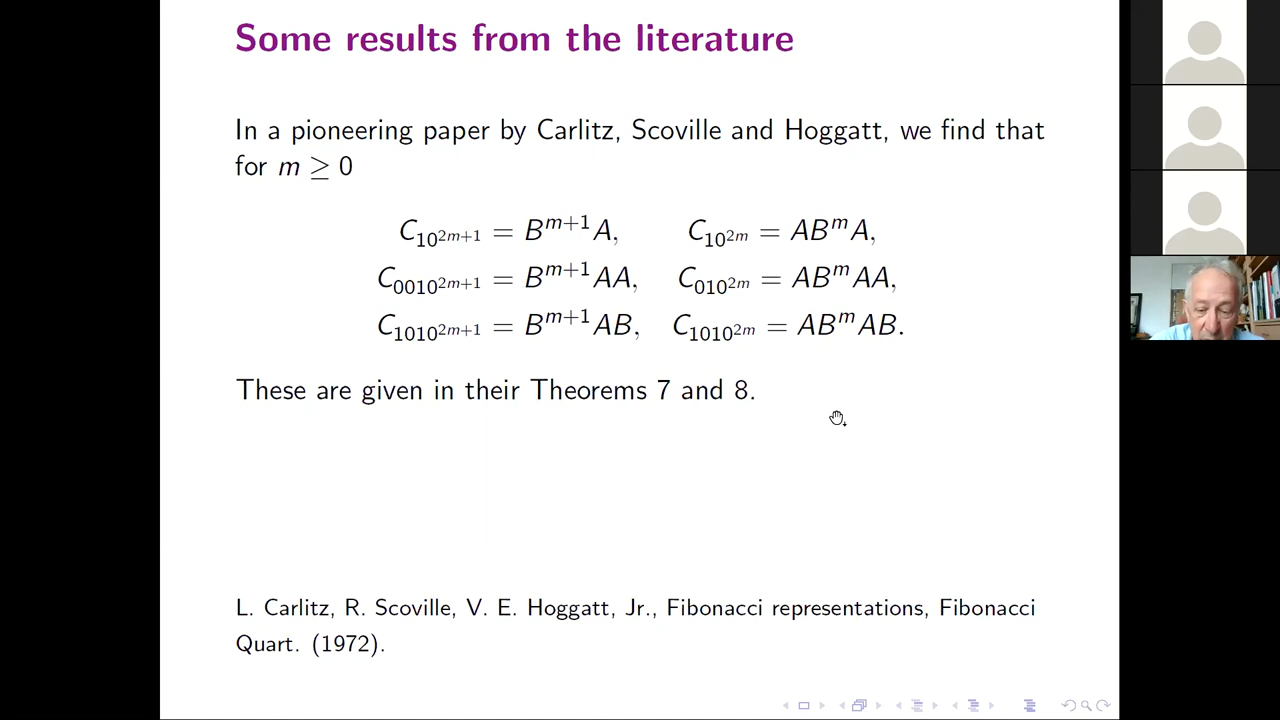 Some results from the literature
In a pioneering paper by Carlitz, Scoville and Hoggatt, we find that
for m ≥ 0
C_{10^{2m+1}} = B^{m+1}A, C_{10^{2m}} = AB^mA,
C_{0010^{2m+1}} = B^{m+1}AA, C_{010^{2m}} = AB^mAA,
C_{1010^{2m+1}} = B^{m+1}AB, C_{1010^{2m}} = AB^mAB.
These are given in their Theorems 7 and 8.
L. Carlitz, R. Scoville, V. E. Hoggatt, Jr., Fibonacci representations, Fibonacci
Quart. (1972).